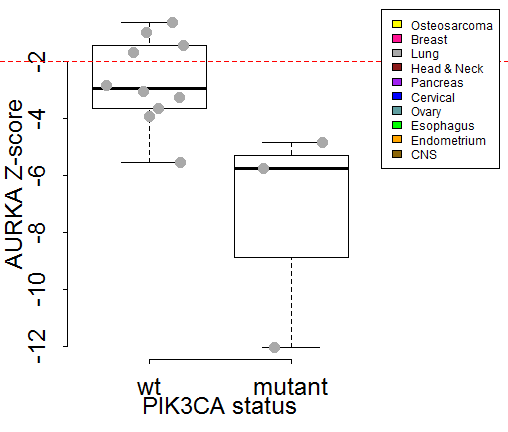 Osteosarcoma
Breast
Lung
Head & Neck
Pancreas
Cervical
Ovary
Esophagus
Endometrium
CNS
AURKA Z-score
-2
-4
-6
-8
-10
-12
wt mutant
PIK3CA status